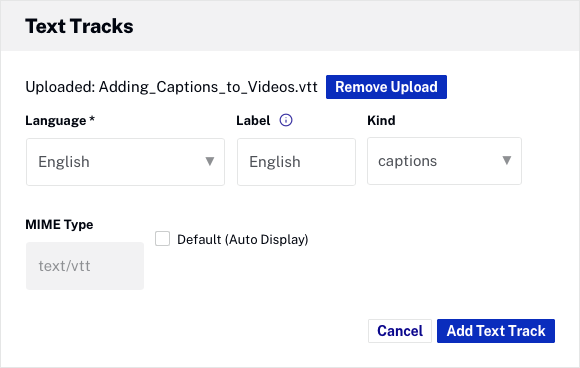 Text Tracks
Uploaded: Adding_Captions_to_Videos.vtt Remove Upload
Language * Label Kind
English English captions
MIME Type
Default (Auto Display)
text/vtt
Cancel Add Text Track